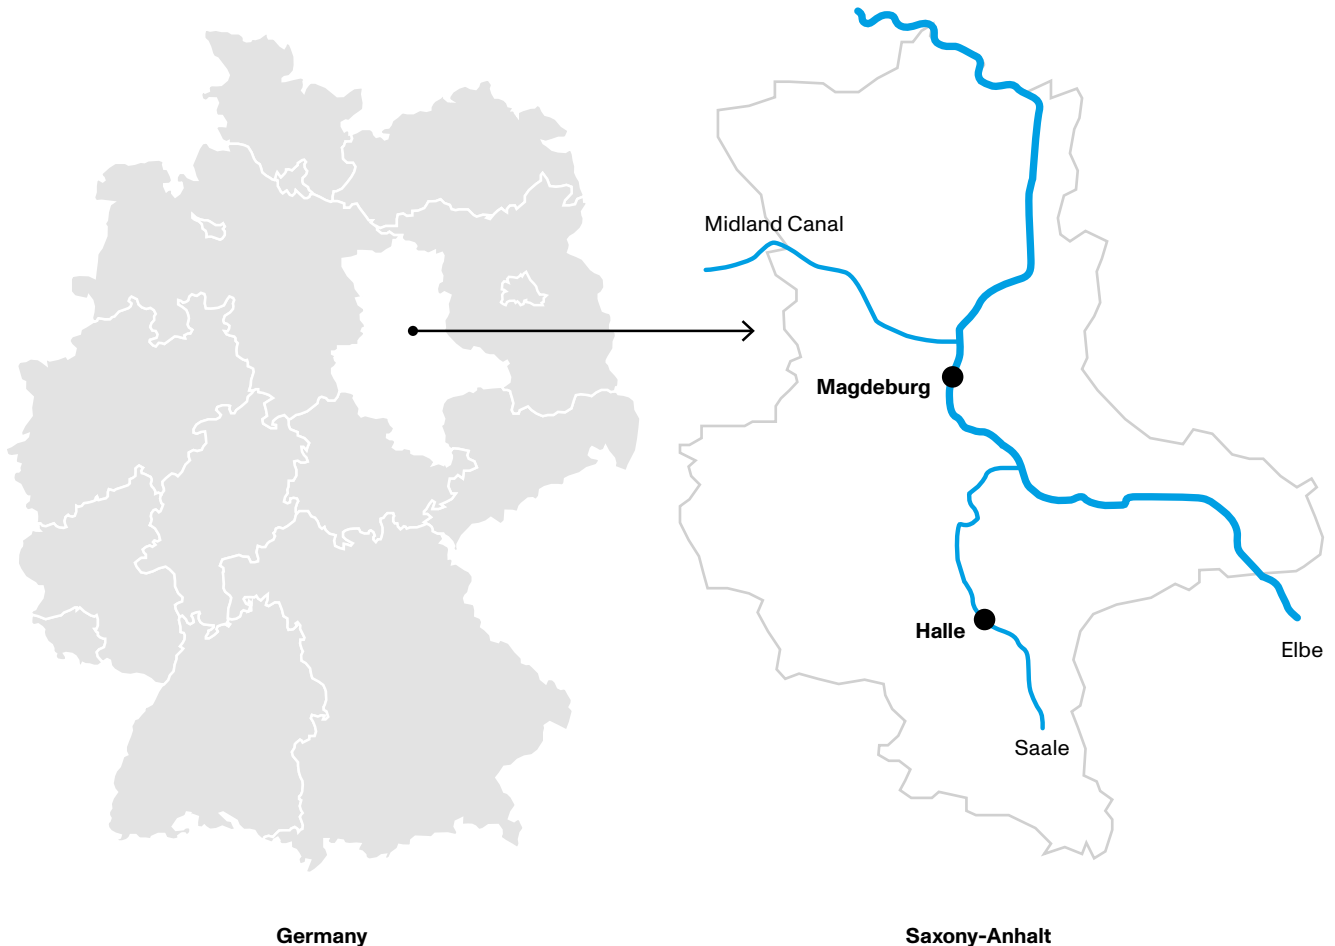 Midland Canal
Magdeburg
Halle
Elbe
Saale
Germany
Saxony-Anhalt